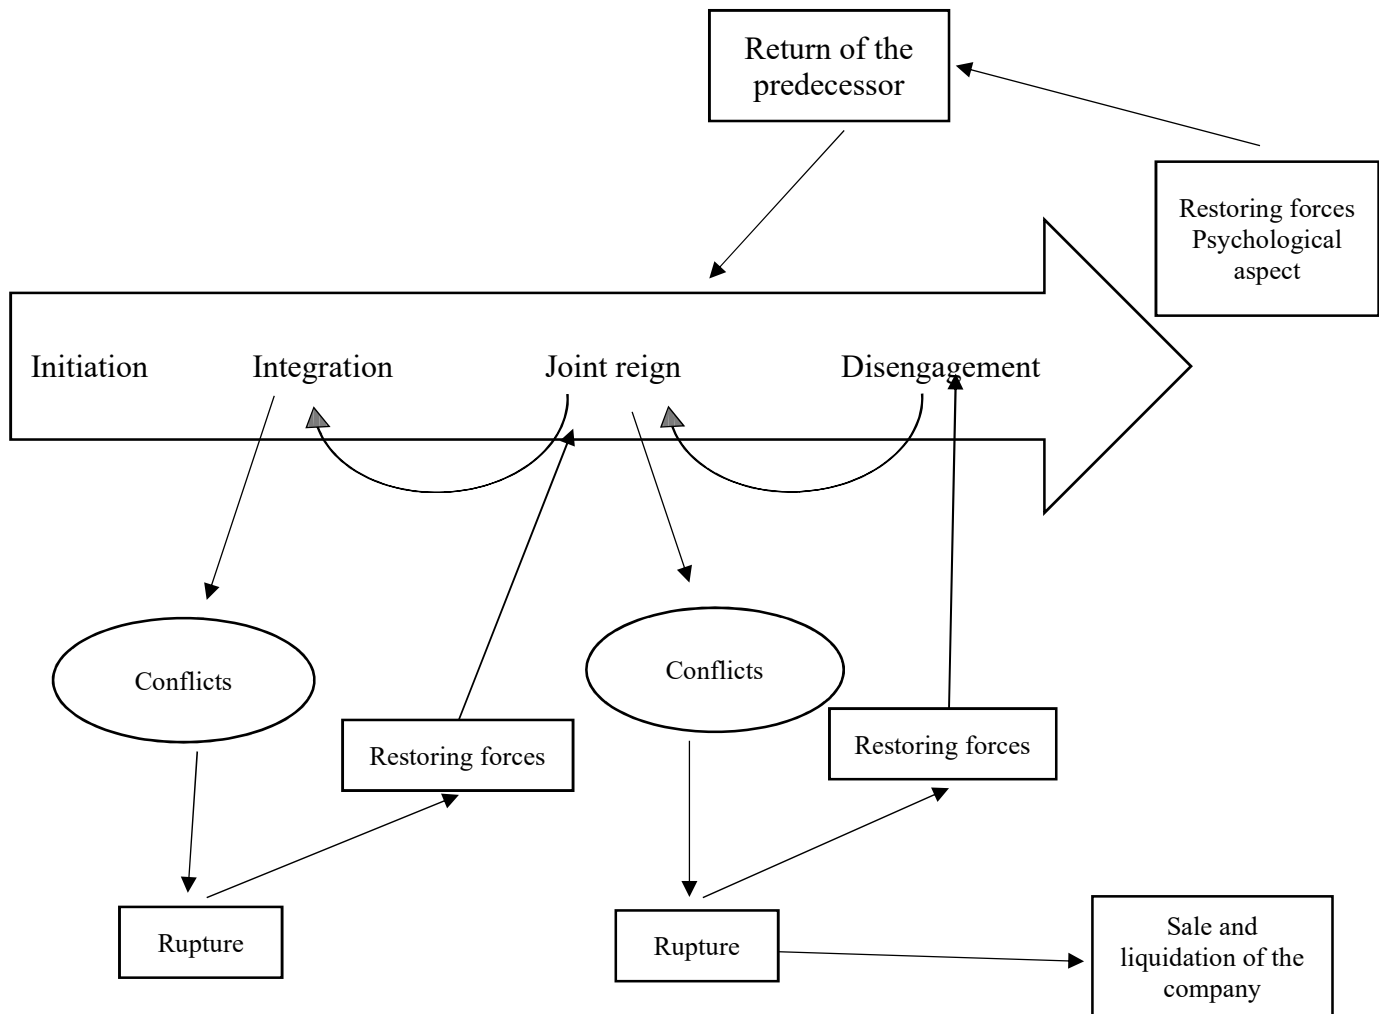 Return of the
predecessor
Restoring forces
Psychological
aspect
Initiation
Integration
Joint reign
Disengagement
Conflicts
Conflicts
Restoring forces
Restoring forces
Rupture
Rupture
Sale and
liquidation of the
company